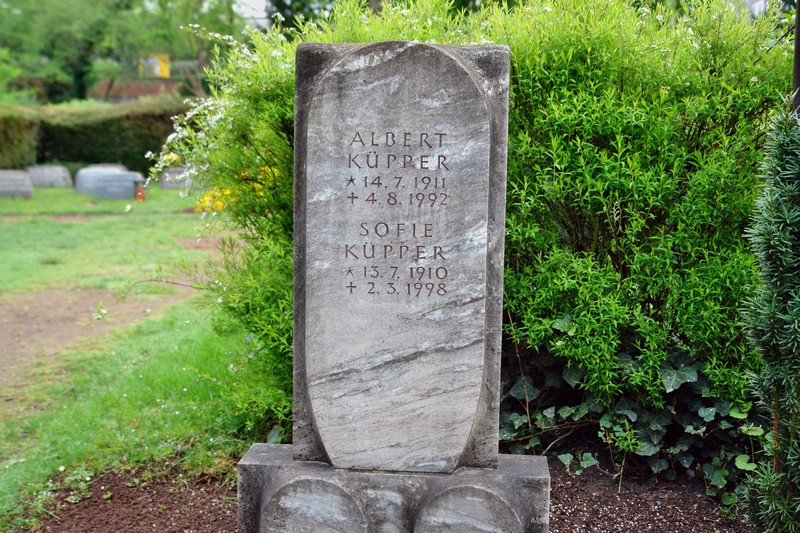 ALBERT
KÜPPER
★ 14. 7. 1911
✝ 4. 8. 1992
SOFIE
KÜPPER
★ 13. 7. 1910
✝ 2. 3. 1998